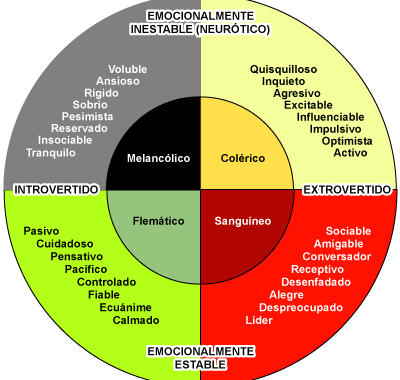 EMOCIONALMENTE
INESTABLE (NEURÓTICO)
Voluble
Ansioso
Rígido
Sobrio
Pesimista
Reservado
Insociable
Tranquilo
Quisquilloso
Inquieto
Agresivo
Excitable
Influenciable
Impulsivo
Optimista
Activo
Melancólico
Colérico
INTROVERTIDO
EXTROVERTIDO
Flemático
Sanguíneo
Pasivo
Cuidadoso
Pensativo
Pacífico
Controlado
Fiable
Ecuánime
Calmado
Sociable
Amigable
Conversador
Receptivo
Desenfadado
Alegre
Despreocupado
Líder
EMOCIONALMENTE
ESTABLE